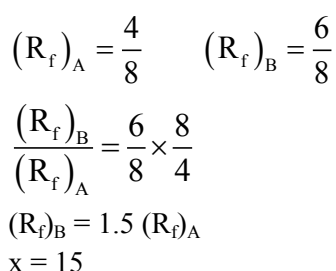 (R_f)_A = 4/8    (R_f)_B = 6/8
(R_f)_B / (R_f)_A = 6/8 × 8/4
(R_f)_B = 1.5 (R_f)_A
x = 15